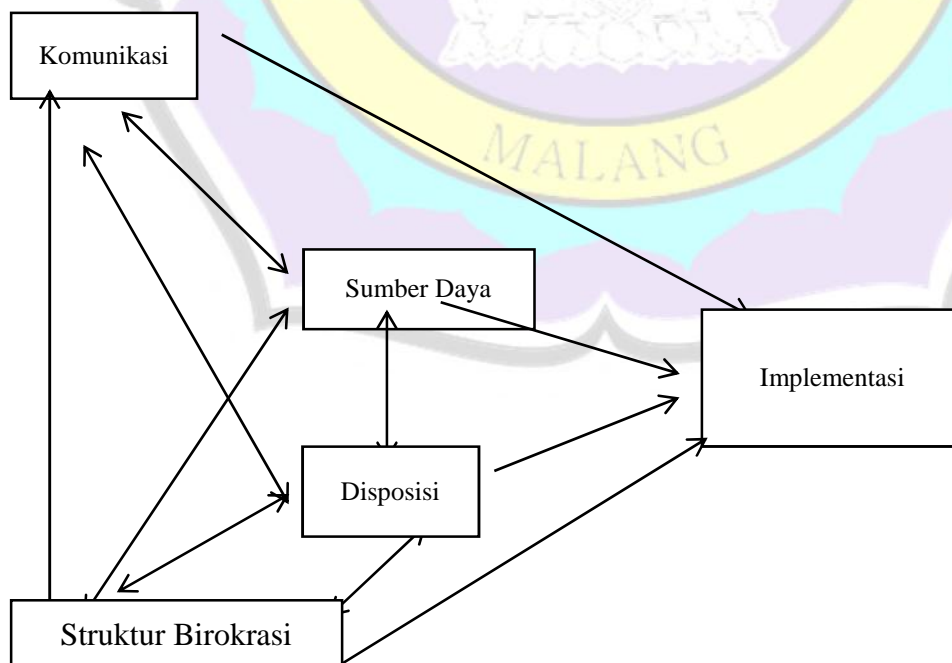 Komunikasi
MALANG
Sumber Daya
Implementasi
Disposisi
Struktur Birokrasi